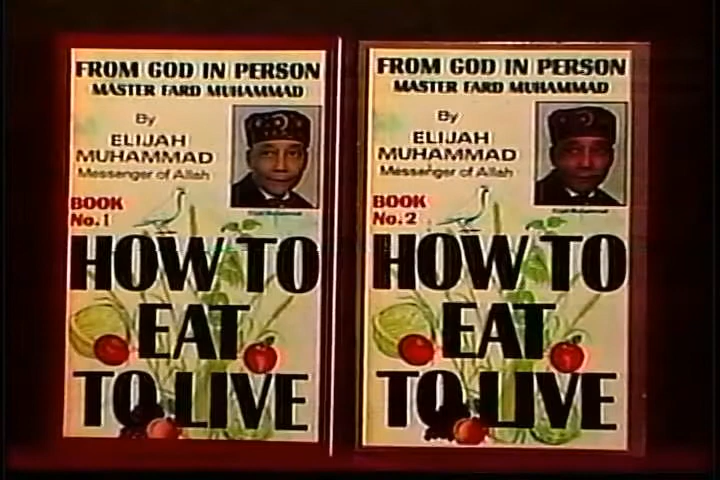 FROM GOD IN PERSON
MASTER FARD MUHAMMAD
By
ELIJAH
MUHAMMAD
Messenger of Allah
BOOK
No.1
HOW TO
EAT
TO LIVE
FROM GOD IN PERSON
MASTER FARD MUHAMMAD
By
ELIJAH
MUHAMMAD
Messenger of Allah
BOOK
No.2
HOW TO
EAT
TO LIVE